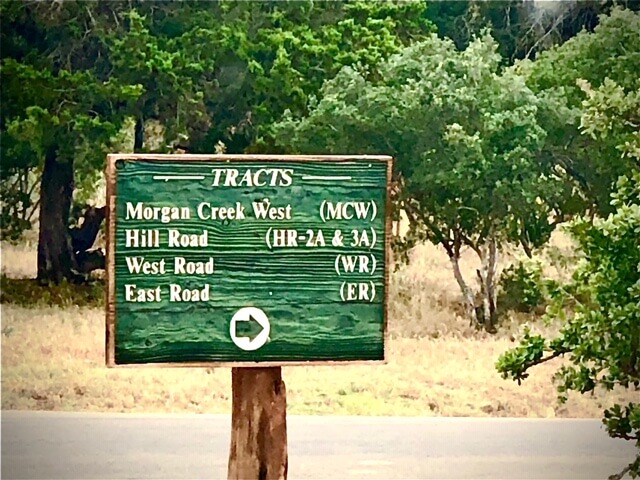 TRACTS
Morgan Creek West (MCW)
Hill Road (HR-2A & 3A)
West Road (WR)
East Road (ER)